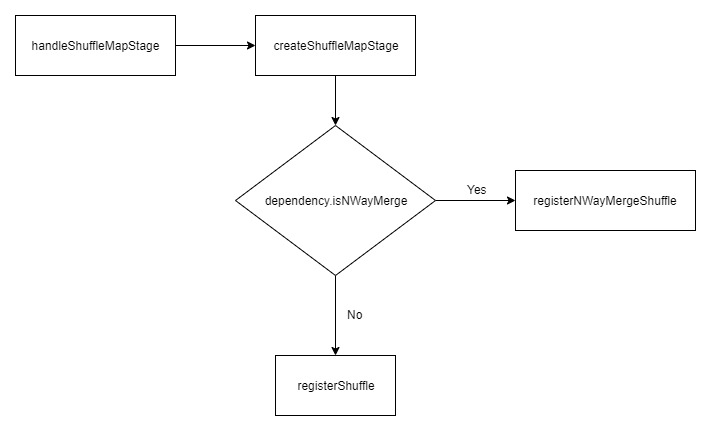 handleShuffleMapStage
createShuffleMapStage
dependency.isNWayMerge
Yes
registerNWayMergeShuffle
No
registerShuffle